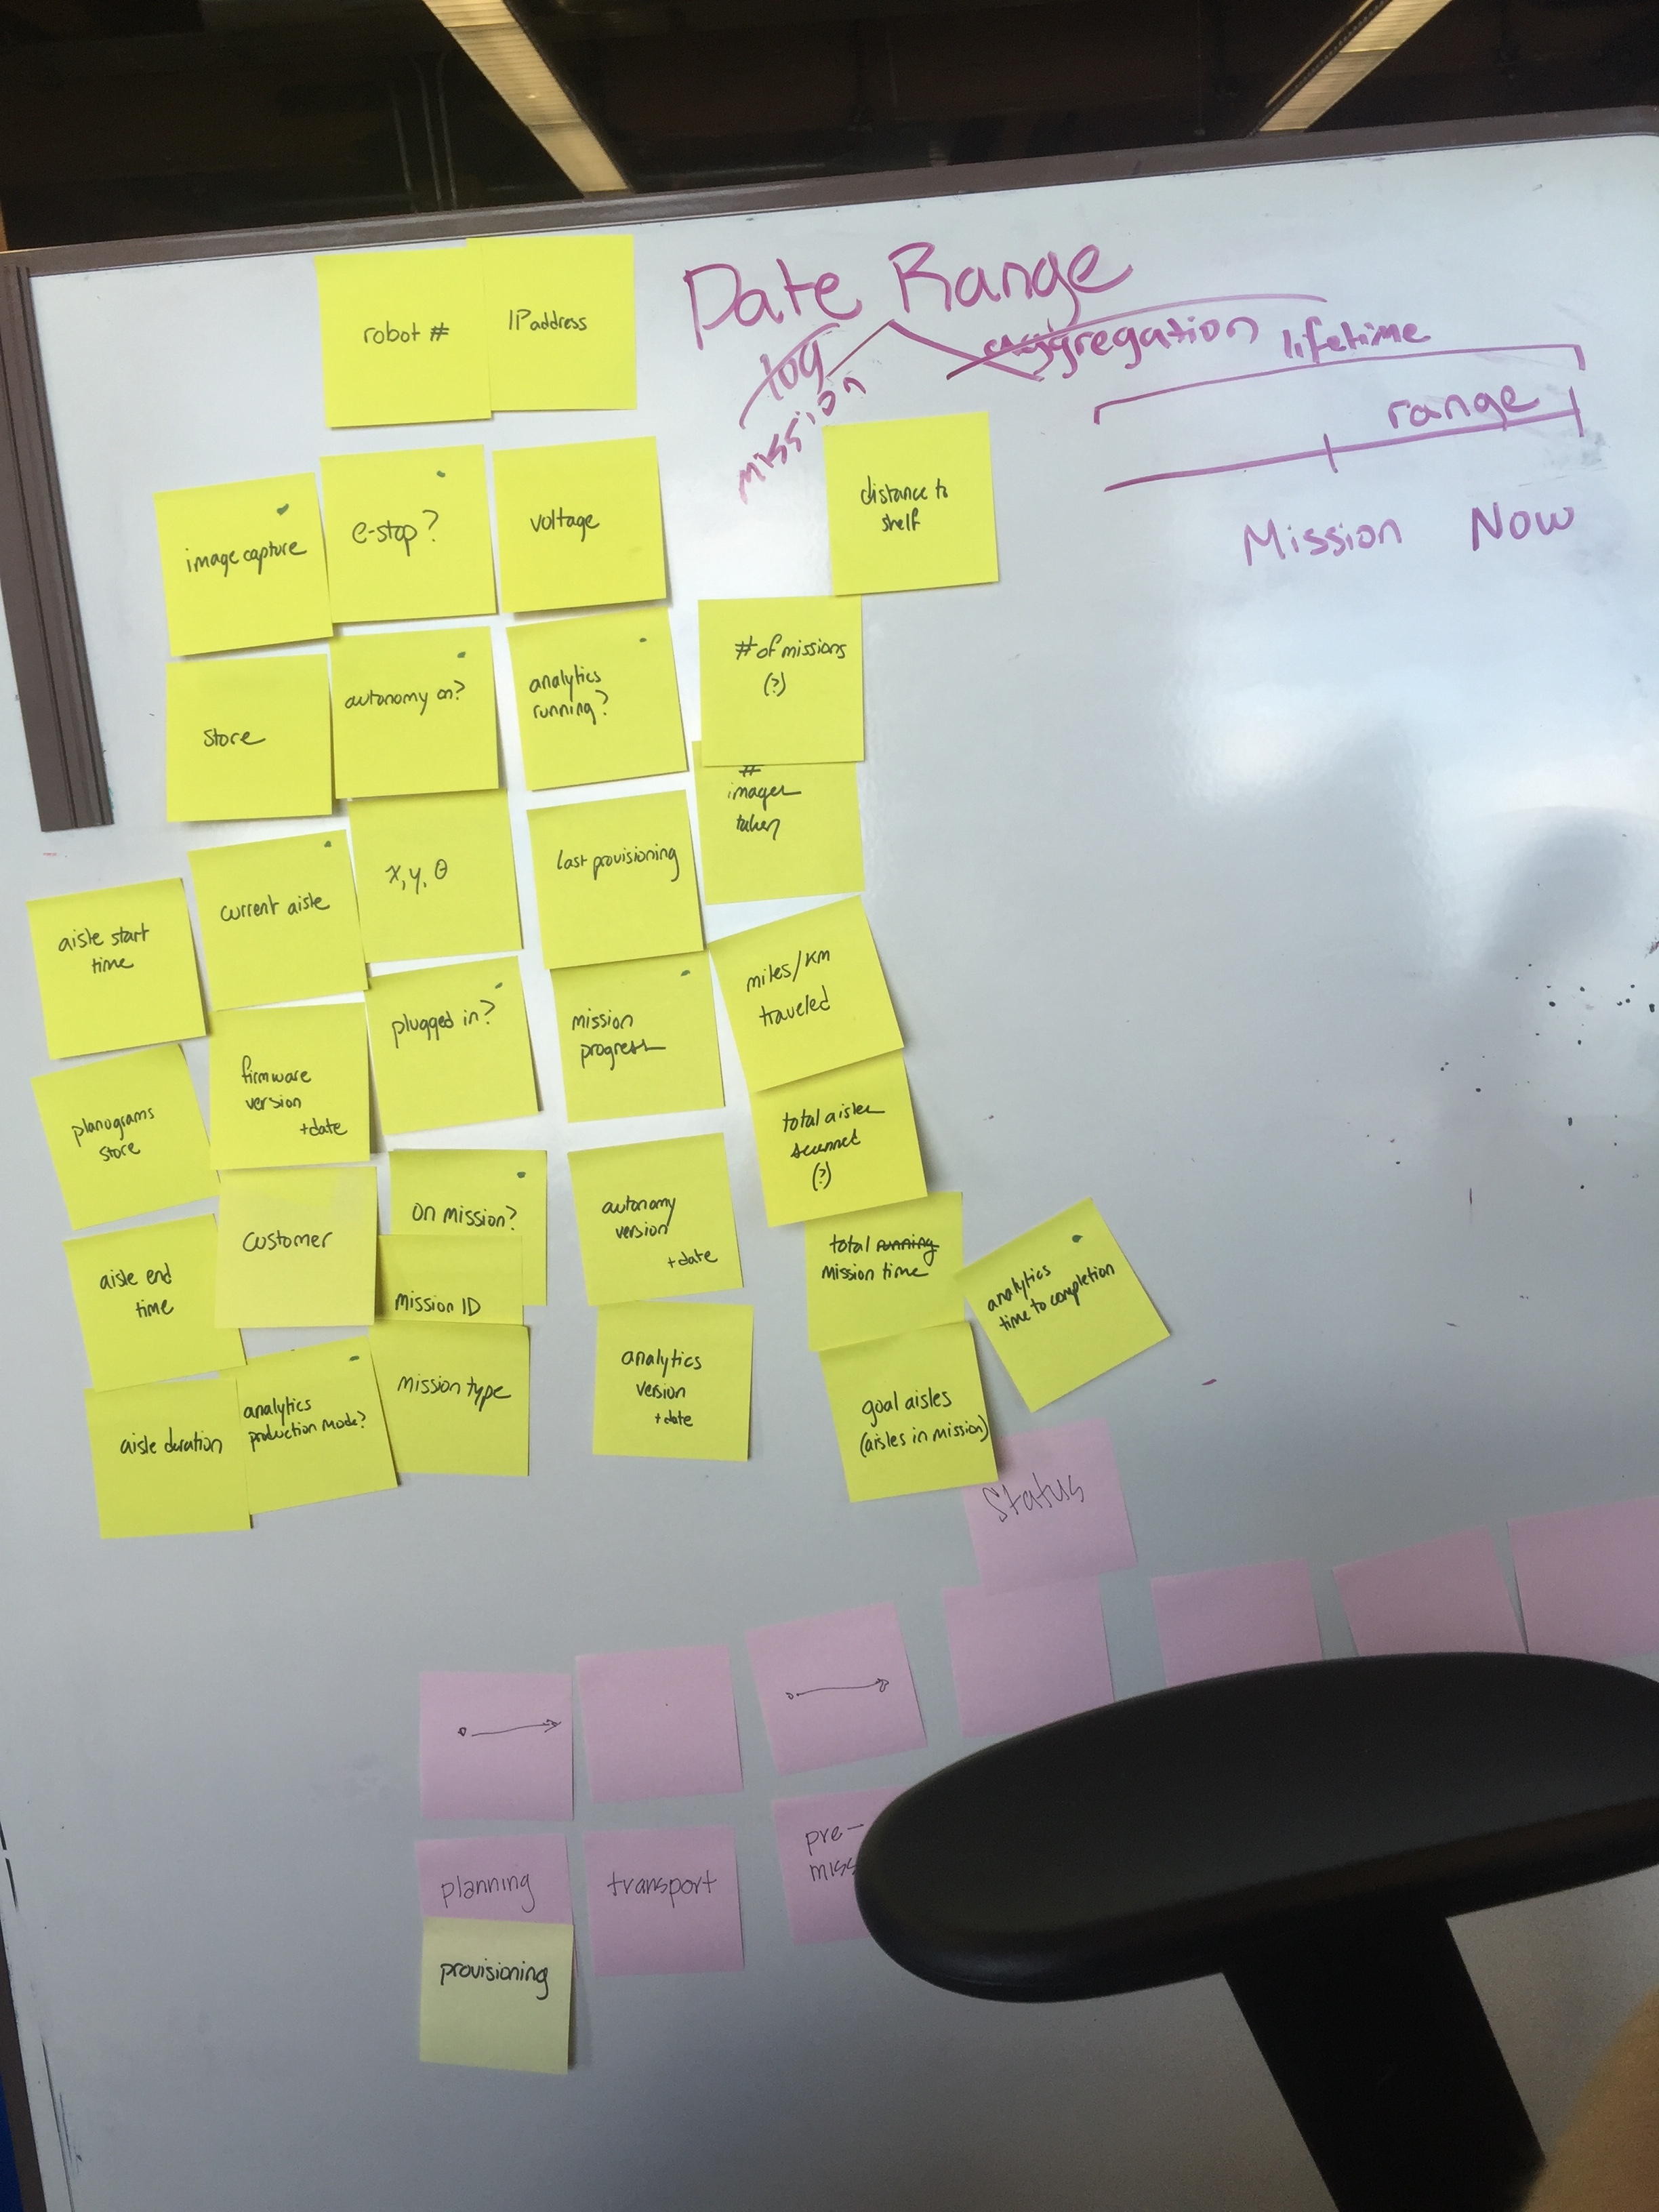 Date Range
log
aggregation
mission
lifetime
range
Mission
Now
robot #
IP address
image capture
e-stop?
voltage
distance to
shelf
store
autonomy on?
analytics
running?
# of missions
(?)
#
images
taken
aisle start
time
current aisle
x, y, θ
last provisioning
planograms
store
firmware
version
+date
plugged in?
mission
progress
miles/km
traveled
aisle end
time
customer
on mission?
mission ID
autonomy
version
+date
total aisles
scanned
(?)
aisle duration
analytics
production mode?
mission type
analytics
version
+date
total running
mission time
analytics
time to completion
goal aisles
(aisles in mission)
status
planning
transport
pre-
miss
provisioning